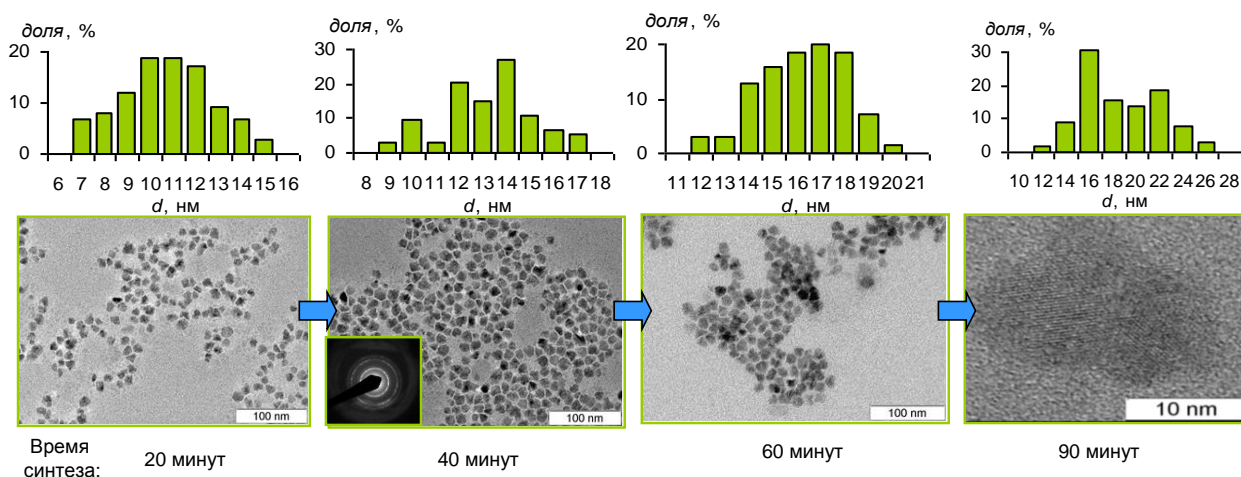 доля, %
20
10
0
6 7 8 9 10 11 12 13 14 15 16
d, нм
доля, %
30
20
10
0
8 9 10 11 12 13 14 15 16 17 18
d, нм
доля, %
20
10
0
11 12 13 14 15 16 17 18 19 20 21
d, нм
доля, %
30
20
10
0
10 12 14 16 18 20 22 24 26 28
d, нм
100 nm
100 nm
100 nm
10 nm
Время
синтеза:
20 минут
40 минут
60 минут
90 минут